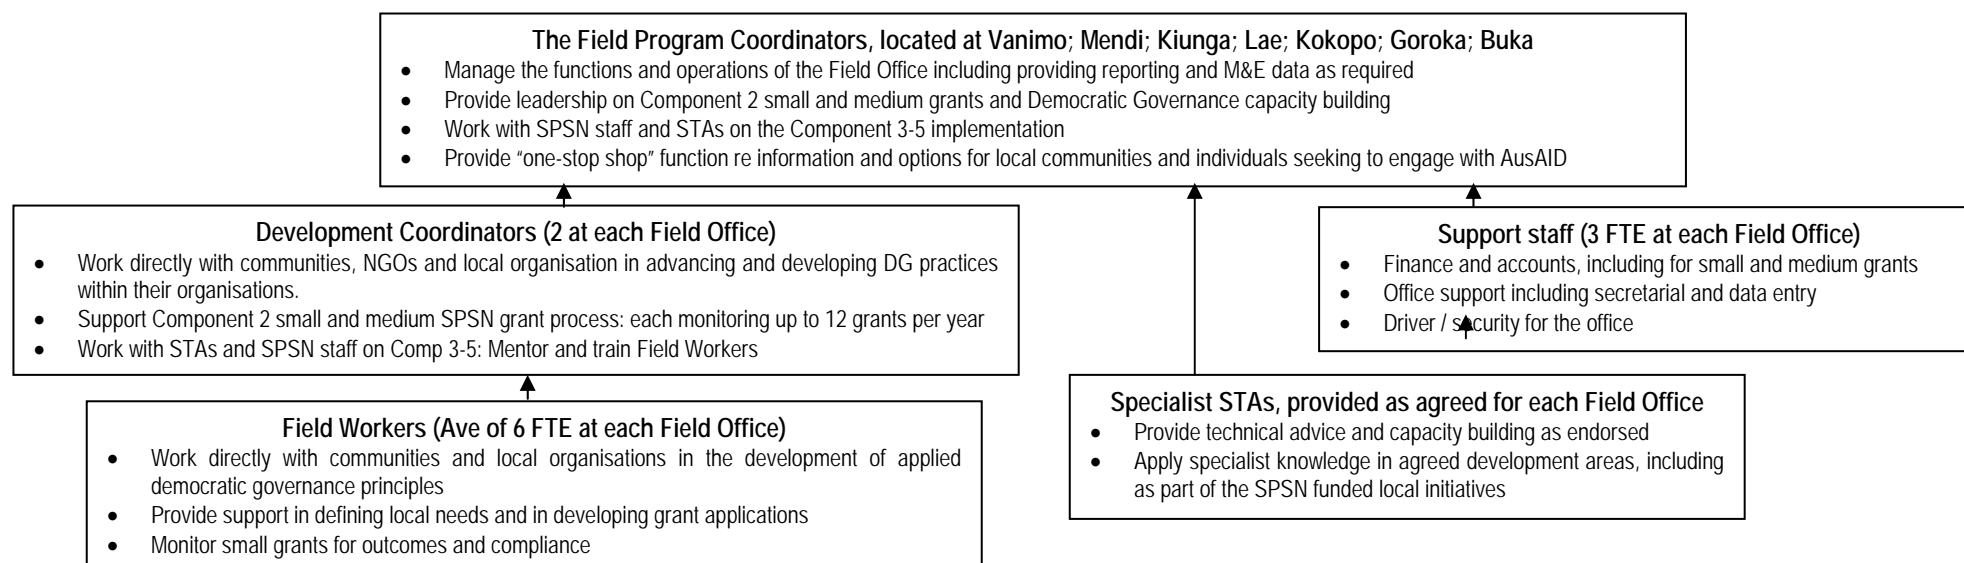 The Field Program Coordinators, located at Vanimo; Mendi; Kiunga; Lae; Kokopo; Goroka; Buka
• Manage the functions and operations of the Field Office including providing reporting and M&E data as required
• Provide leadership on Component 2 small and medium grants and Democratic Governance capacity building
• Work with SPSN staff and STAs on the Component 3-5 implementation
• Provide “one-stop shop” function re information and options for local communities and individuals seeking to engage with AusAID
Development Coordinators (2 at each Field Office)
• Work directly with communities, NGOs and local organisation in advancing and developing DG practices
within their organisations.
• Support Component 2 small and medium SPSN grant process: each monitoring up to 12 grants per year
• Work with STAs and SPSN staff on Comp 3-5: Mentor and train Field Workers
Support staff (3 FTE at each Field Office)
• Finance and accounts, including for small and medium grants
• Office support including secretarial and data entry
• Driver / security for the office
Field Workers (Ave of 6 FTE at each Field Office)
• Work directly with communities and local organisations in the development of applied
democratic governance principles
• Provide support in defining local needs and in developing grant applications
• Monitor small grants for outcomes and compliance
Specialist STAs, provided as agreed for each Field Office
• Provide technical advice and capacity building as endorsed
• Apply specialist knowledge in agreed development areas, including
as part of the SPSN funded local initiatives